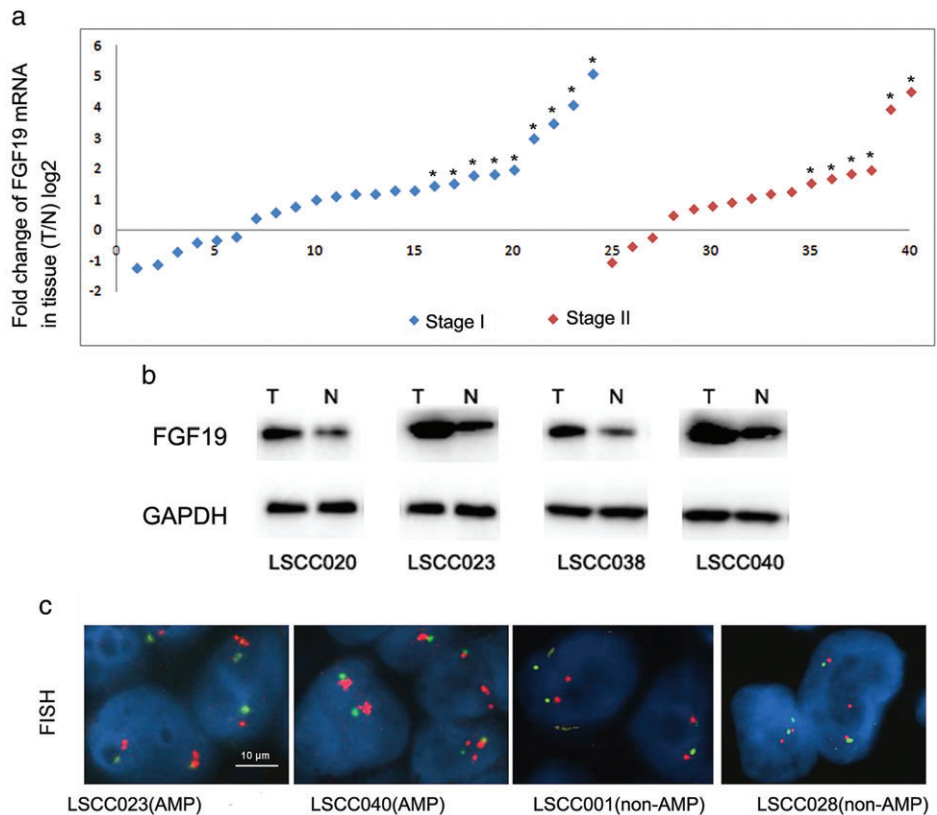 a
Fold change of FGF19 mRNA
in tissue (T/N) log2
6
5
4
3
2
1
0
-1
-2
0 5 10 15 20 25 30 35 40
* * * * * * * * *
* * * * * *
Stage I Stage II
b
T N T N T N T N
FGF19
GAPDH
LSCC020 LSCC023 LSCC038 LSCC040
c
FISH
10 μm
LSCC023(AMP) LSCC040(AMP) LSCC001(non-AMP) LSCC028(non-AMP)